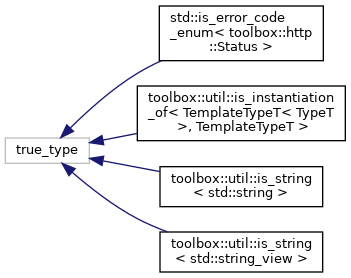 std::is_error_code
_enum< toolbox::http
::Status >
toolbox::util::is_instantiation
_of< TemplateTypeT< TypeT
>, TemplateTypeT >
true_type
toolbox::util::is_string
< std::string >
toolbox::util::is_string
< std::string_view >